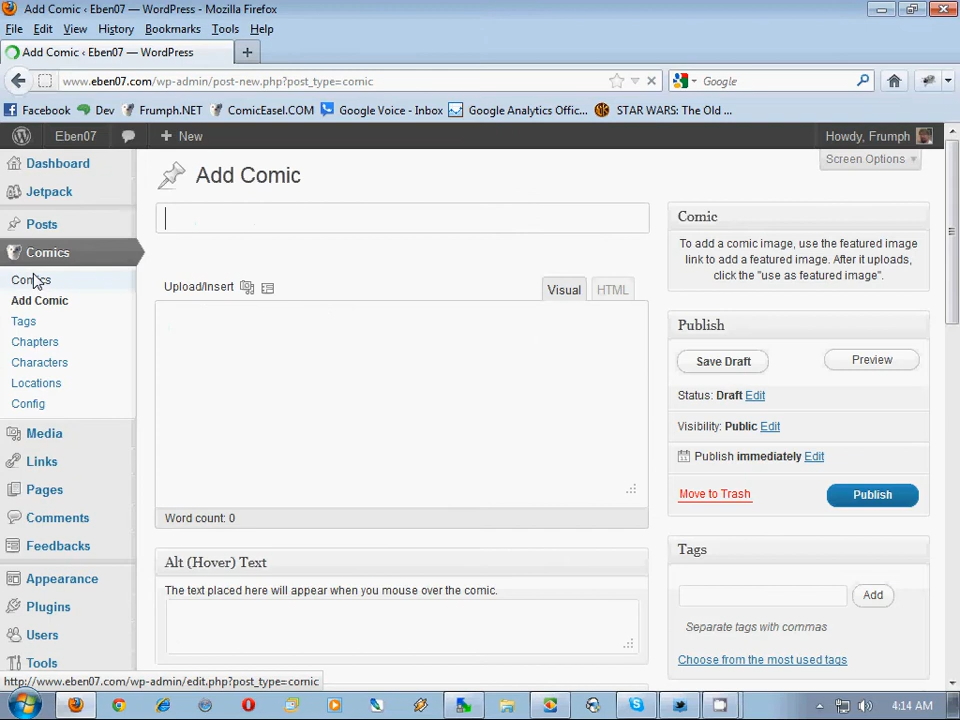 Add Comic ‹ Eben07 — WordPress - Mozilla Firefox
File Edit View History Bookmarks Tools Help
Add Comic ‹ Eben07 — WordPress
www.eben07.com/wp-admin/post-new.php?post_type=comic
Google
Facebook Dev Frumph.NET ComicEasel.COM Google Voice - Inbox Google Analytics Offic... STAR WARS: The Old ...
Eben07 New Howdy, Frumph
Screen Options
Dashboard
Jetpack
Posts
Comics
Comics
Add Comic
Tags
Chapters
Characters
Locations
Config
Media
Links
Pages
Comments
Feedbacks
Appearance
Plugins
Users
Tools
Add Comic
Upload/Insert
Visual HTML
Word count: 0
Alt (Hover) Text
The text placed here will appear when you mouse over the comic.
Comic
To add a comic image, use the featured image
link to add a featured image. After it uploads,
click the "use as featured image".
Publish
Save Draft Preview
Status: Draft Edit
Visibility: Public Edit
Publish immediately Edit
Move to Trash Publish
Tags
Add
Separate tags with commas
Choose from the most used tags
http://www.eben07.com/wp-admin/edit.php?post_type=comic
4:14 AM